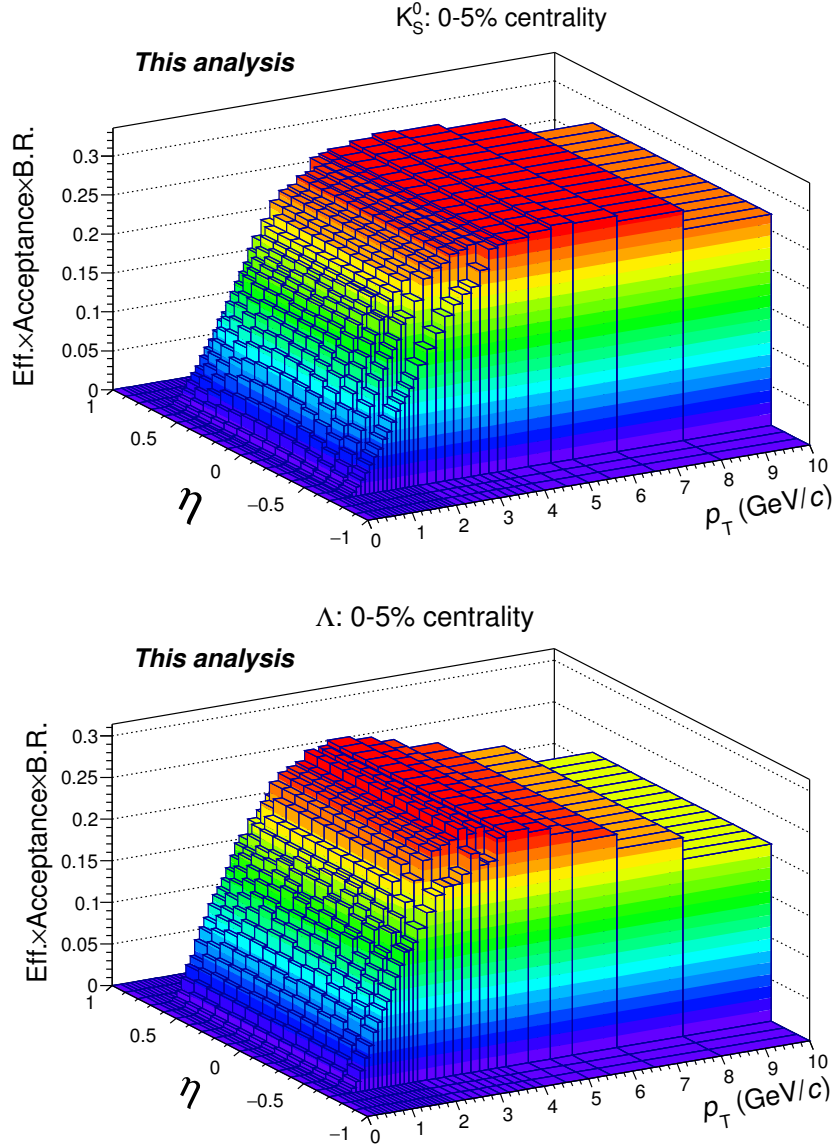 K⁰_S: 0-5% centrality
This analysis
Eff.×Acceptance×B.R.
0.3
0.25
0.2
0.15
0.1
0.05
0
1
0.5
0
−0.5
−1
η
0 1 2 3 4 5 6 7 8 9 10
p_T (GeV/c)
Λ: 0-5% centrality
This analysis
Eff.×Acceptance×B.R.
0.3
0.25
0.2
0.15
0.1
0.05
0
1
0.5
0
−0.5
−1
η
0 1 2 3 4 5 6 7 8 9 10
p_T (GeV/c)